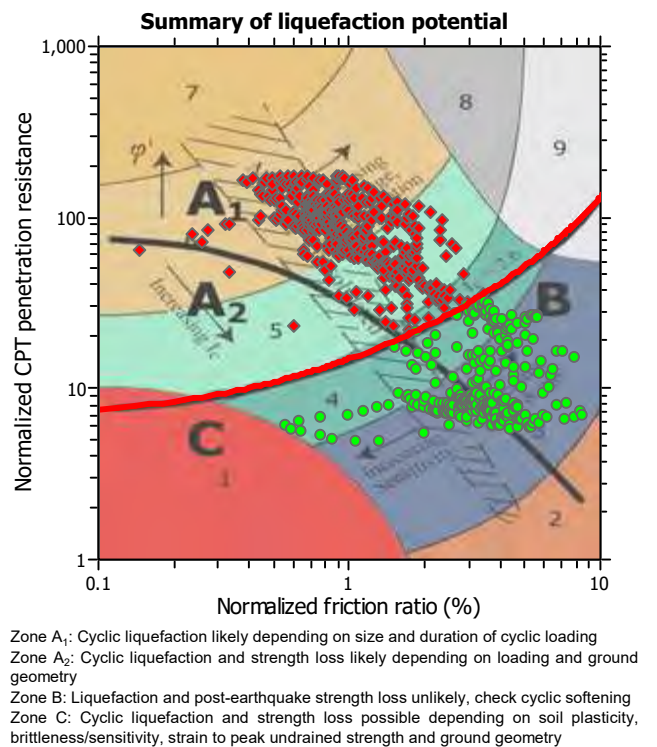 Summary of liquefaction potential
1,000
100
10
1
Normalized CPT penetration resistance
7
8
9
φ'
A1
A2
Increasing Ic
5
B
4
C
1
2
0.1
1
10
Normalized friction ratio (%)
Zone A1: Cyclic liquefaction likely depending on size and duration of cyclic loading
Zone A2: Cyclic liquefaction and strength loss likely depending on loading and ground
geometry
Zone B: Liquefaction and post-earthquake strength loss unlikely, check cyclic softening
Zone C: Cyclic liquefaction and strength loss possible depending on soil plasticity,
brittleness/sensitivity, strain to peak undrained strength and ground geometry